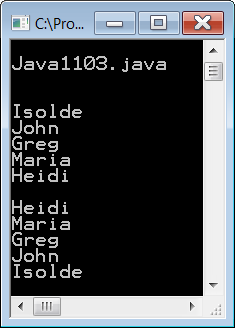 C:\Pro...
Java1103.java
Isolde
John
Greg
Maria
Heidi
Heidi
Maria
Greg
John
Isolde